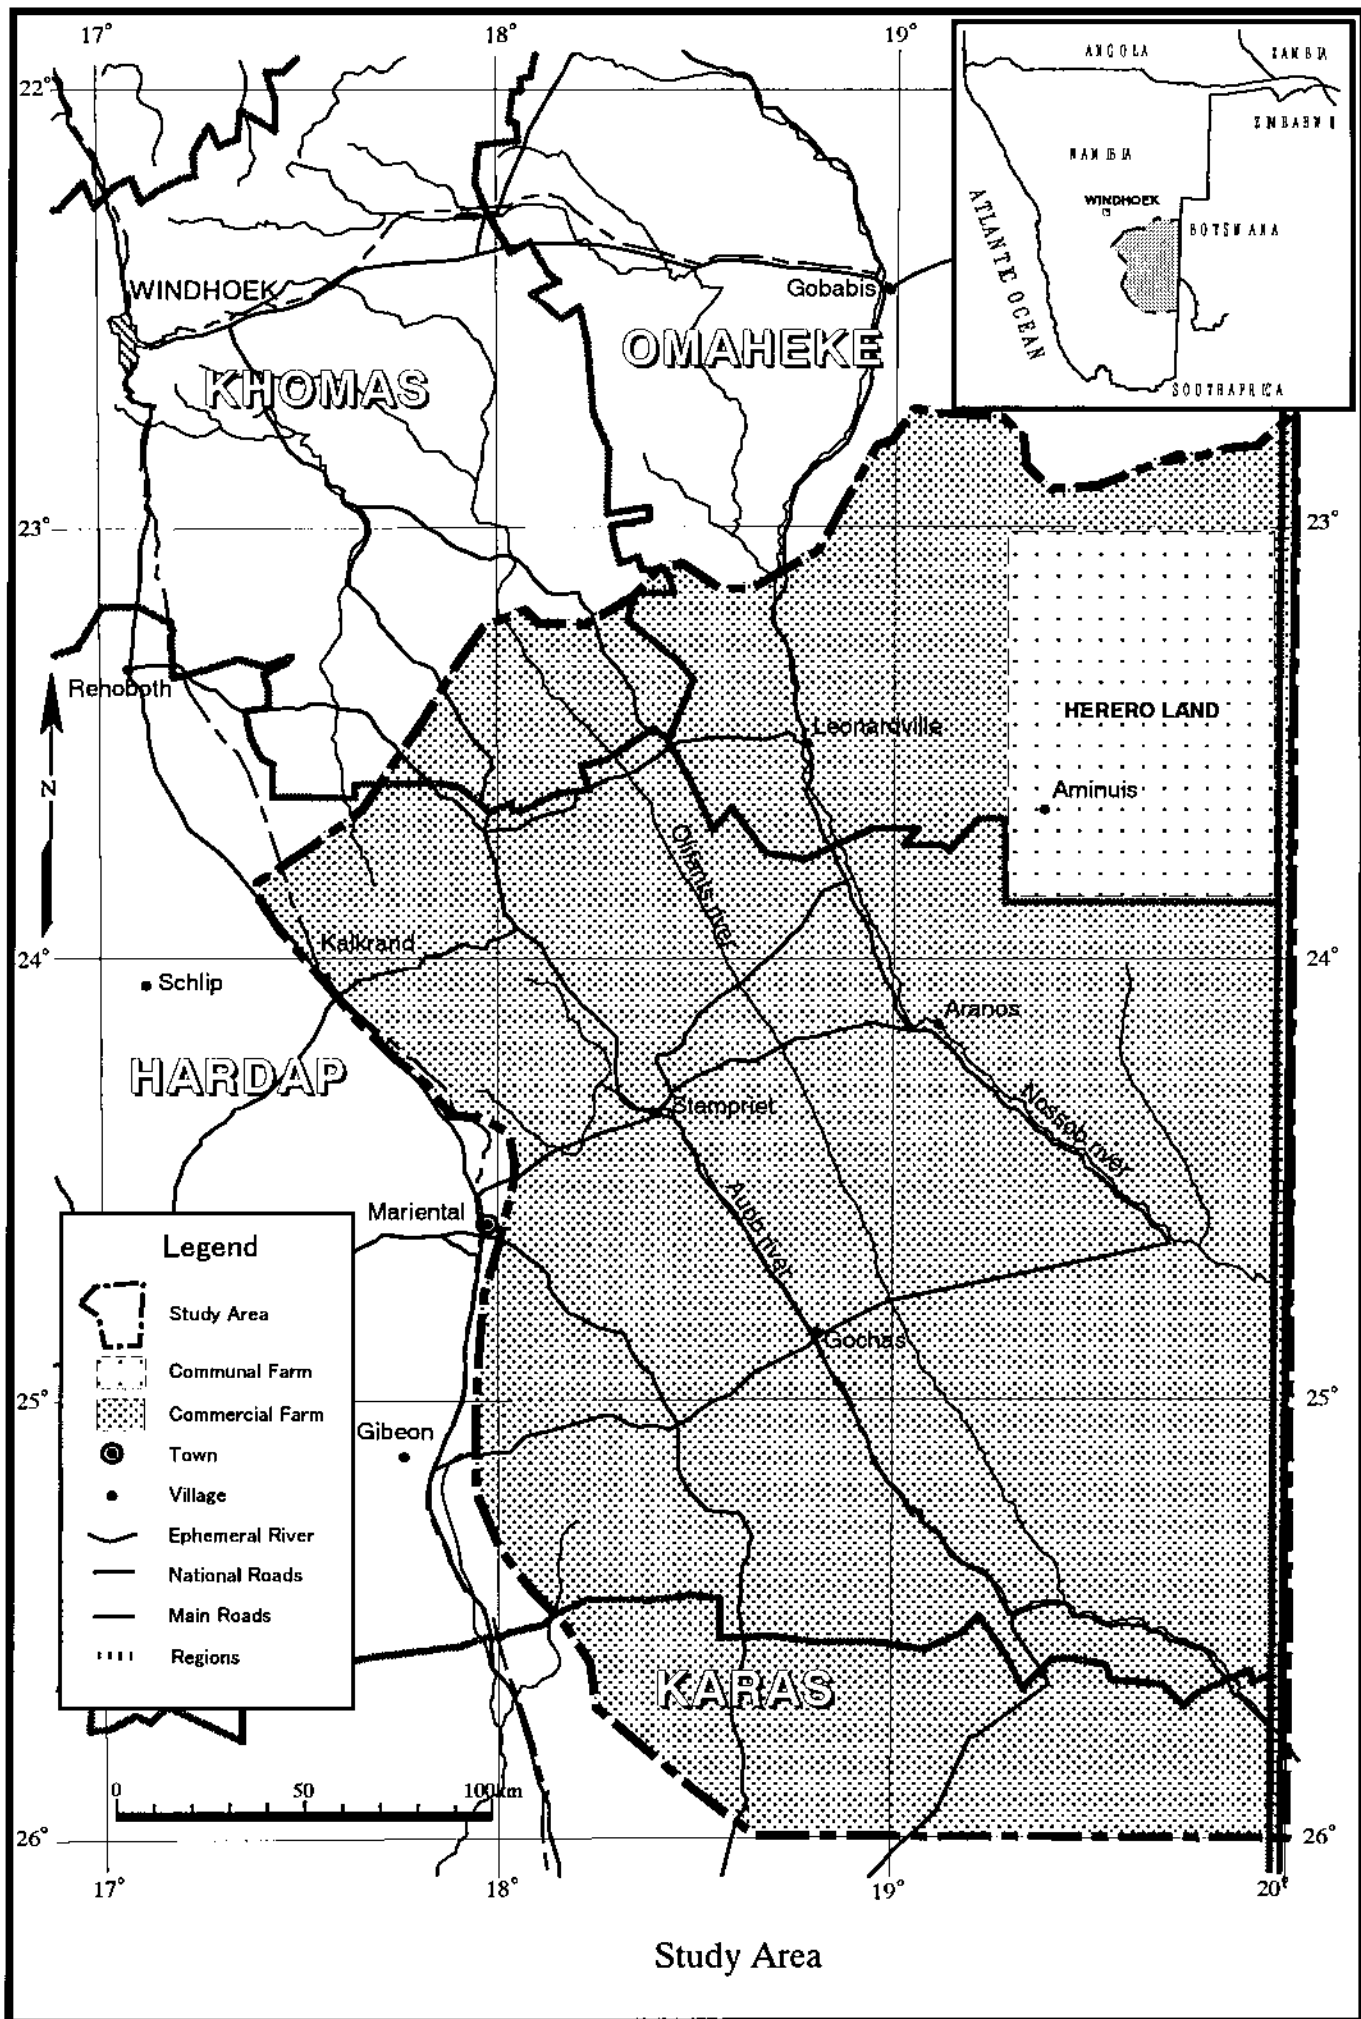 17°
18°
19°
22°
ANGOLA
ZAMBIA
ZIMBABWE
NAMIBIA
WINDHOEK
BOTSWANA
ATLANTIC OCEAN
SOUTH AFRICA
WINDHOEK
Gobabis
OMAHEKE
KHOMAS
23°
23°
Rehoboth
HERERO LAND
Leonardville
N
Aminuis
Olifants river
Kalkrand
24°
24°
Schlip
Aranos
HARDAP
Stampriet
Nossob river
Auob river
Mariental
Gochas
Legend
Study Area
Communal Farm
Commercial Farm
Town
Village
Ephemeral River
National Roads
Main Roads
Regions
25°
25°
Gibeon
KARAS
0
50
100km
26°
26°
17°
18°
19°
20°
Study Area